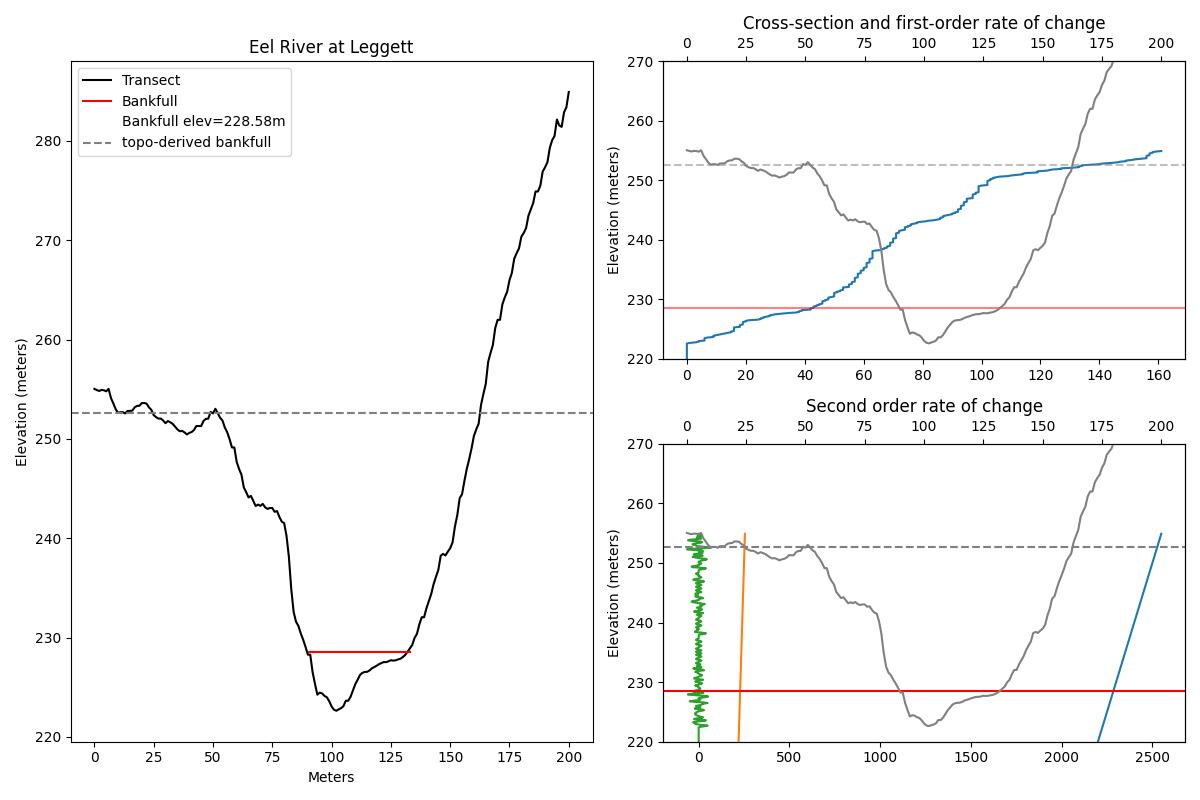 Eel River at Leggett
Transect
Bankfull
Bankfull elev=228.58m
topo-derived bankfull
Elevation (meters)
280
270
260
250
240
230
220
0 25 50 75 100 125 150 175 200
Meters
Cross-section and first-order rate of change
0 25 50 75 100 125 150 175 200
Elevation (meters)
270
260
250
240
230
220
0 20 40 60 80 100 120 140 160
Second order rate of change
0 25 50 75 100 125 150 175 200
Elevation (meters)
270
260
250
240
230
220
0 500 1000 1500 2000 2500